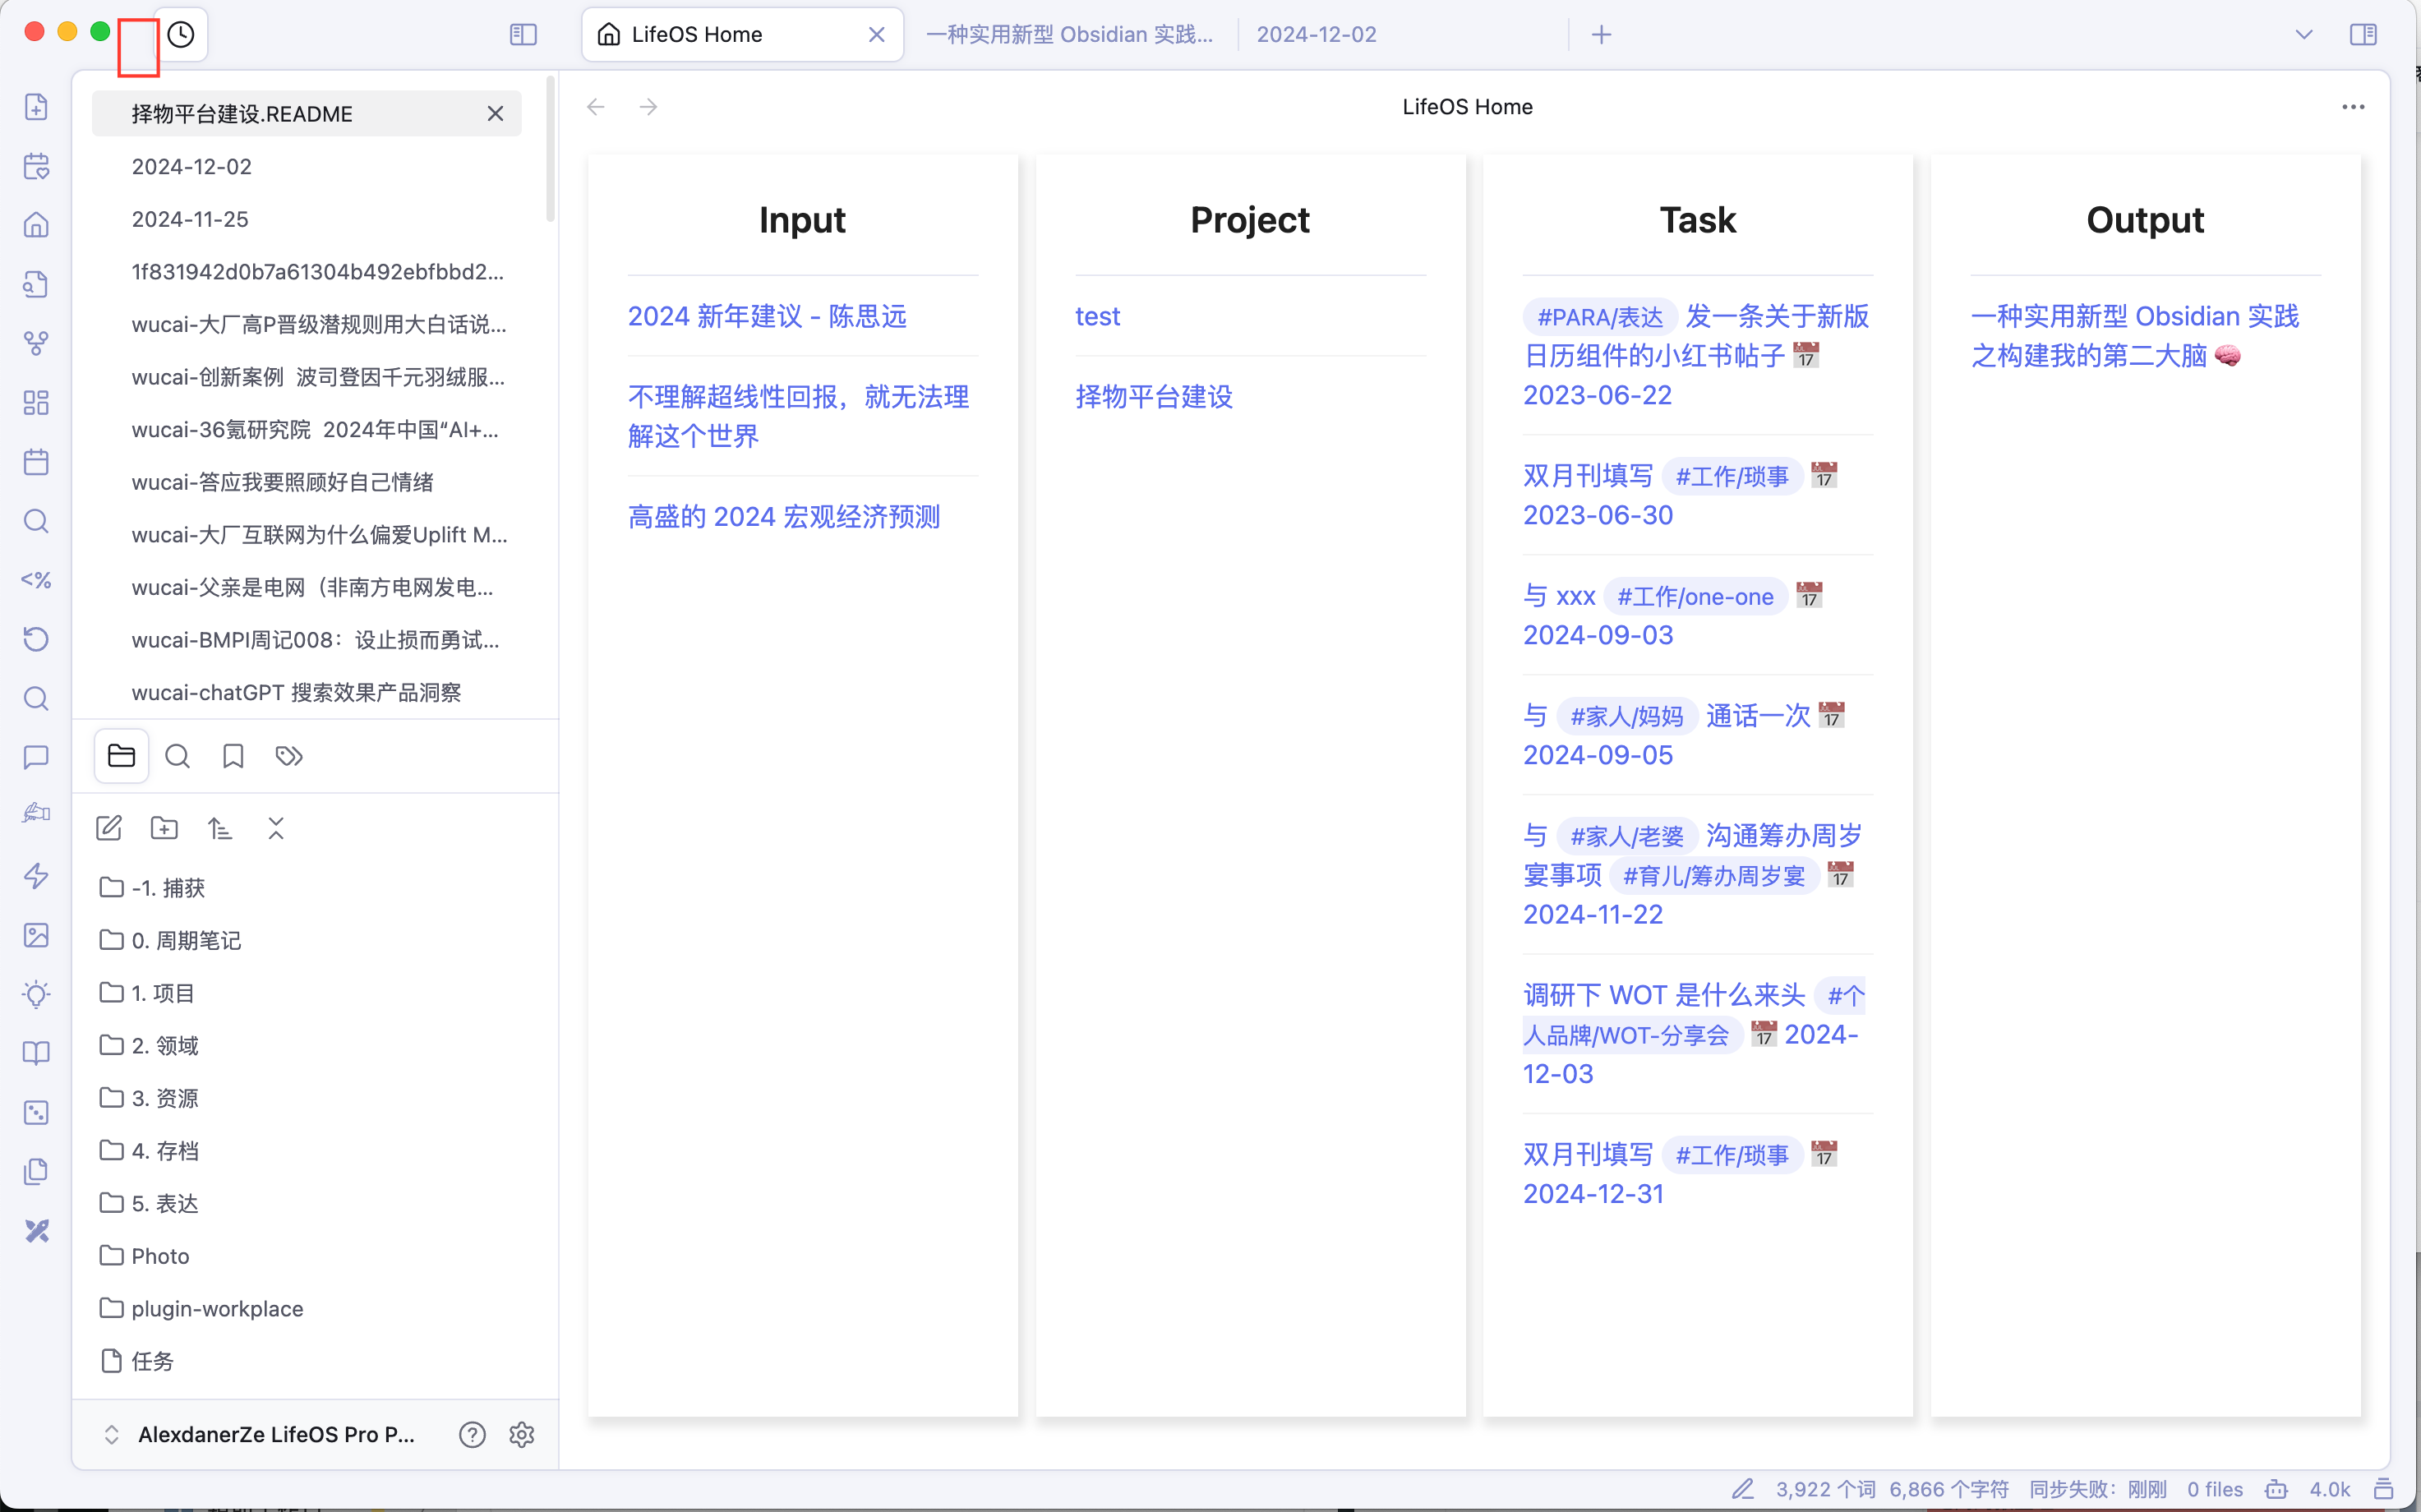 LifeOS Home
一种实用新型 Obsidian 实践...
2024-12-02
择物平台建设.README
2024-12-02
2024-11-25
1f831942d0b7a61304b492ebfbbd2...
wucai-大厂高P晋级潜规则用大白话说...
wucai-创新案例 波司登因千元羽绒服...
wucai-36氪研究院 2024年中国“AI+...
wucai-答应我要照顾好自己情绪
wucai-大厂互联网为什么偏爱Uplift M...
wucai-父亲是电网（非南方电网发电...
wucai-BMPI周记008：设止损而勇试...
wucai-chatGPT 搜索效果产品洞察
-1. 捕获
0. 周期笔记
1. 项目
2. 领域
3. 资源
4. 存档
5. 表达
Photo
plugin-workplace
任务
AlexdanerZe LifeOS Pro P...
<%
LifeOS Home
Input
2024 新年建议 - 陈思远
不理解超线性回报，就无法理
解这个世界
高盛的 2024 宏观经济预测
Project
test
择物平台建设
Task
#PARA/表达 发一条关于新版
日历组件的小红书帖子 📅
2023-06-22
双月刊填写 #工作/琐事 📅
2023-06-30
与 xxx #工作/one-one 📅
2024-09-03
与 #家人/妈妈 通话一次 📅
2024-09-05
与 #家人/老婆 沟通筹办周岁
宴事项 #育儿/筹办周岁宴 📅
2024-11-22
调研下 WOT 是什么来头 #个
人品牌/WOT-分享会 📅 2024-
12-03
双月刊填写 #工作/琐事 📅
2024-12-31
Output
一种实用新型 Obsidian 实践
之构建我的第二大脑 🧠
3,922 个词 6,866 个字符 同步失败：刚刚 0 files 4.0k